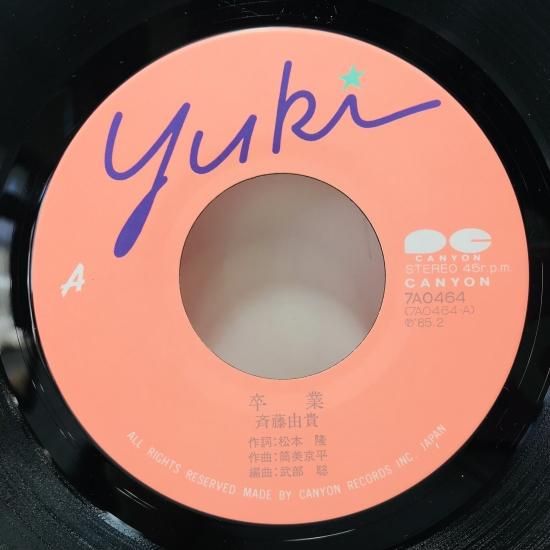 yuki
A
PC
CANYON
STEREO 45r.p.m.
CANYON
7A0464
(7A0464-A)
℗'85.2
卒業
斉藤由貴
作詞:松本 隆
作曲:筒美京平
編曲:武部 聡
ALL RIGHTS RESERVED MADE BY CANYON RECORDS INC. JAPAN